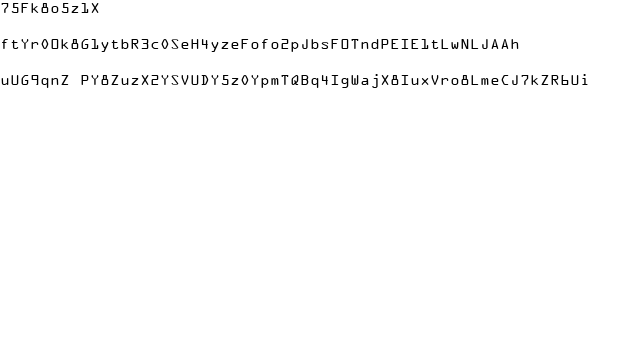 75Fk8o5z1X
ftYr0Ok8G1ytbR3c0SeH4yzeFofo2pJbsFOTndPEIE1tLwNLJAAh
uUG9qnZ PY8ZuzX2YSVUDY5z0YpmTQBq4IgWajX8IuxVro8LmeCJ7kZR6Ui